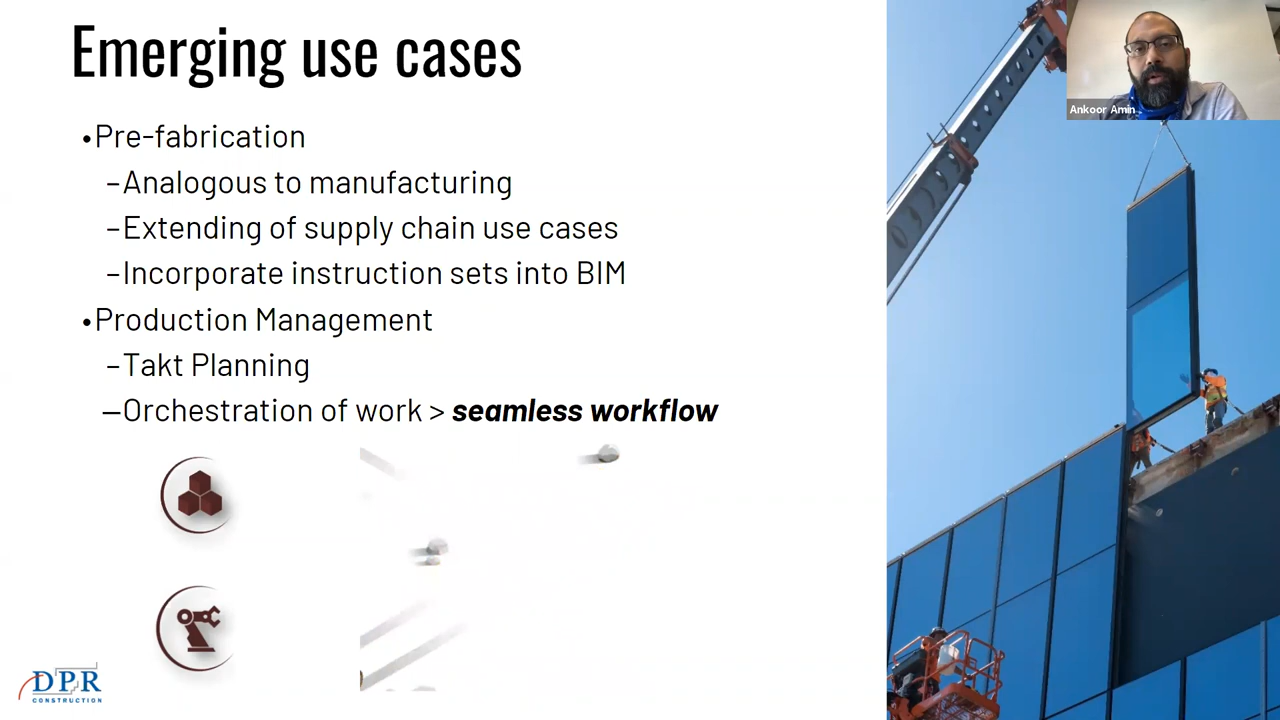 Emerging use cases
Ankoor Amin
•Pre-fabrication
–Analogous to manufacturing
–Extending of supply chain use cases
–Incorporate instruction sets into BIM
•Production Management
–Takt Planning
–Orchestration of work > seamless workflow
DPR
CONSTRUCTION